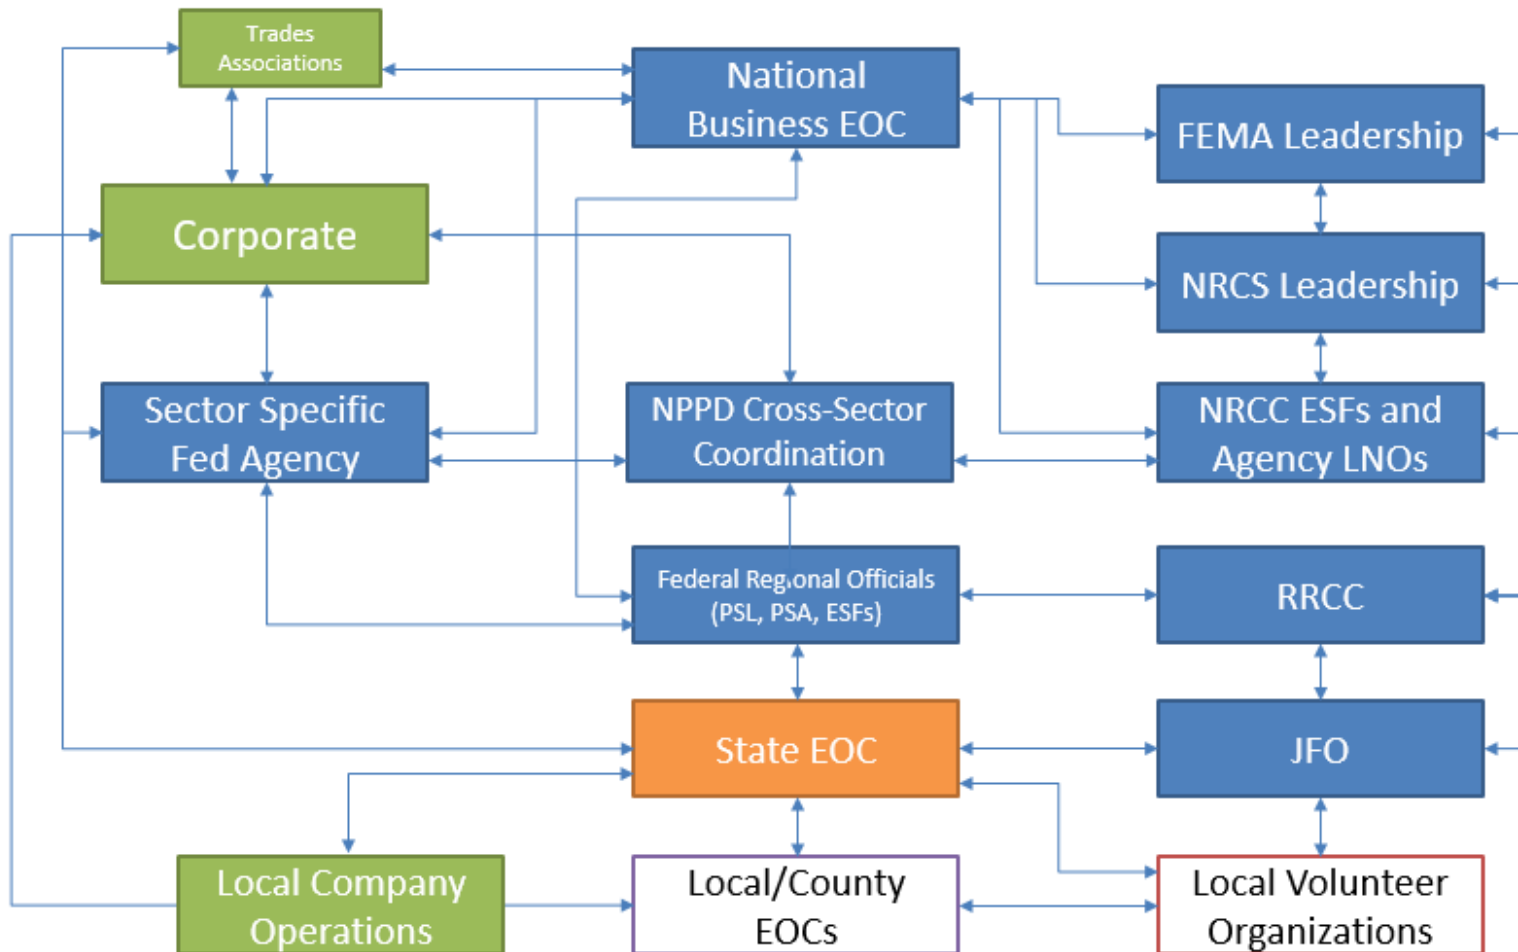 Trades
Associations
National
Business EOC
FEMA Leadership
Corporate
NRCS Leadership
Sector Specific
Fed Agency
NPPD Cross-Sector
Coordination
NRCC ESFs and
Agency LNOs
Federal Regional Officials
(PSL, PSA, ESFs)
RRCC
State EOC
JFO
Local Company
Operations
Local/County
EOCs
Local Volunteer
Organizations